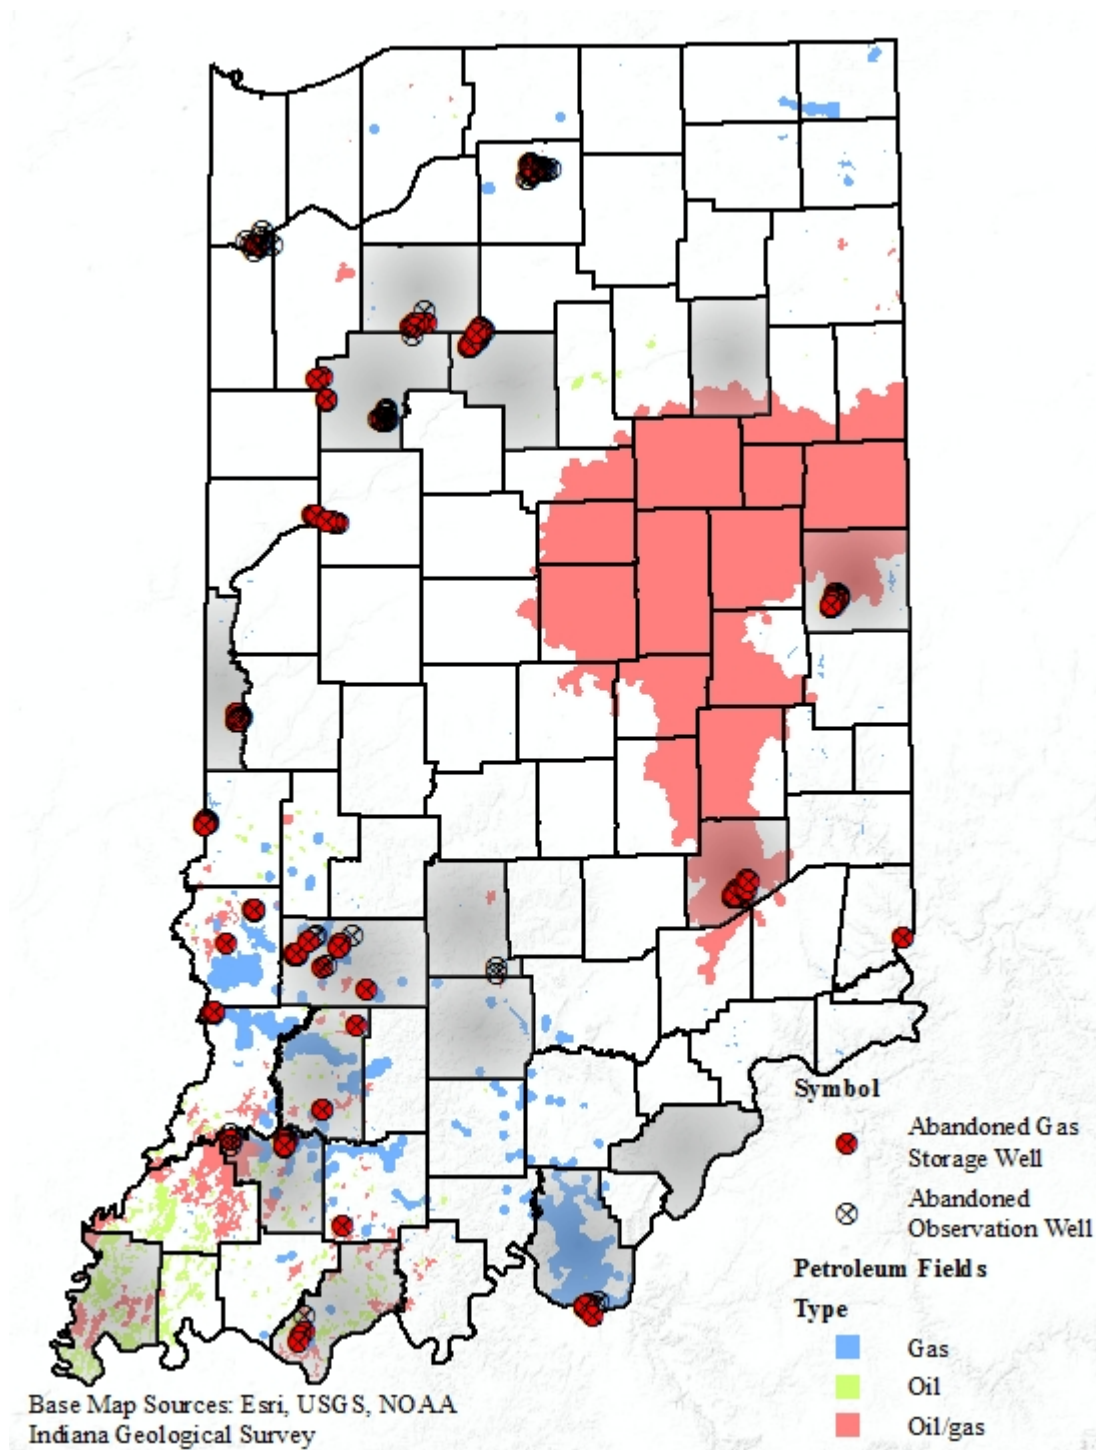 Symbol
Abandoned Gas
Storage Well
Abandoned
Observation Well
Petroleum Fields
Type
Gas
Oil
Oil/gas
Base Map Sources: Esri, USGS, NOAA
Indiana Geological Survey